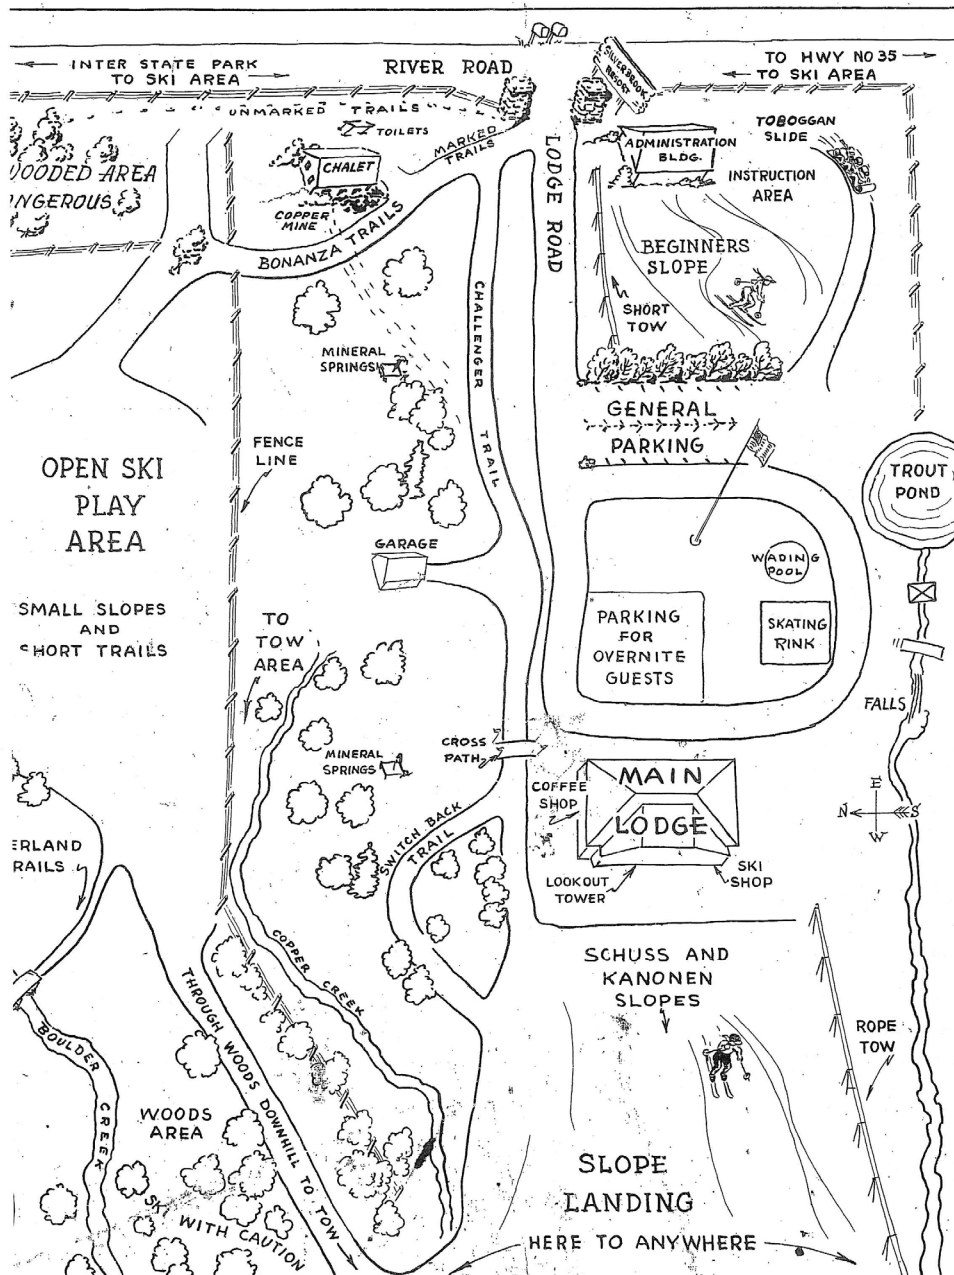 INTER STATE PARK
TO SKI AREA
RIVER ROAD
SILVERBROOK
RESORT
TO HWY NO 35
TO SKI AREA
UNMARKED TRAILS
TOILETS
MARKED
TRAILS
LODGE ROAD
ADMINISTRATION
BLDG.
TOBOGGAN
SLIDE
CHALET
OODED AREA
NGEROUS
COPPER
MINE
INSTRUCTION
AREA
BONANZA TRAILS
BEGINNERS
SLOPE
CHALLENGER TRAIL
SHORT
TOW
MINERAL
SPRINGS
GENERAL
PARKING
FENCE
LINE
OPEN SKI
PLAY
AREA
TROUT
POND
GARAGE
WADING
POOL
SMALL SLOPES
AND
SHORT TRAILS
TO
TOW
AREA
PARKING
FOR
OVERNITE
GUESTS
SKATING
RINK
FALLS
CROSS
PATH
MINERAL
SPRINGS
COFFEE
SHOP
MAIN
LODGE
E
N
S
W
SWITCH BACK
TRAIL
ERLAND
RAILS
LOOKOUT
TOWER
SKI
SHOP
COPPER CREEK
SCHUSS AND
KANONEN
SLOPES
THROUGH WOODS DOWNHILL TO TOW
ROPE
TOW
BOULDER
CREEK
WOODS
AREA
SLOPE
LANDING
SKI WITH CAUTION
HERE TO ANYWHERE